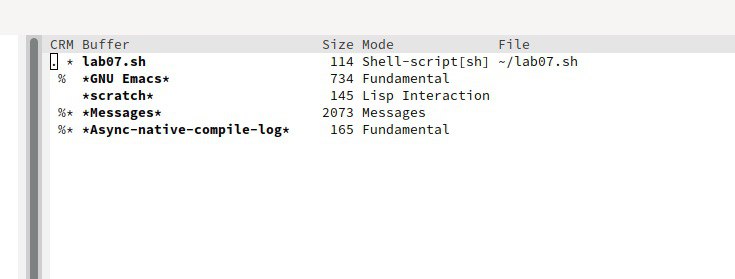 CRM Buffer Size Mode File
. * lab07.sh 114 Shell-script[sh] ~/lab07.sh
% *GNU Emacs* 734 Fundamental
*scratch* 145 Lisp Interaction
%* *Messages* 2073 Messages
%* *Async-native-compile-log* 165 Fundamental